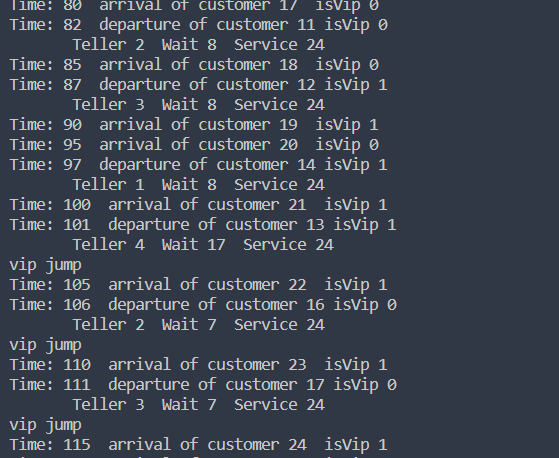 Time: 80  arrival of customer 17  isVip 0
Time: 82  departure of customer 11 isVip 0
       Teller 2  Wait 8  Service 24
Time: 85  arrival of customer 18  isVip 0
Time: 87  departure of customer 12 isVip 1
       Teller 3  Wait 8  Service 24
Time: 90  arrival of customer 19  isVip 1
Time: 95  arrival of customer 20  isVip 0
Time: 97  departure of customer 14 isVip 1
       Teller 1  Wait 8  Service 24
Time: 100  arrival of customer 21  isVip 1
Time: 101  departure of customer 13 isVip 1
       Teller 4  Wait 17  Service 24
vip jump
Time: 105  arrival of customer 22  isVip 1
Time: 106  departure of customer 16 isVip 0
       Teller 2  Wait 7  Service 24
vip jump
Time: 110  arrival of customer 23  isVip 1
Time: 111  departure of customer 17 isVip 0
       Teller 3  Wait 7  Service 24
vip jump
Time: 115  arrival of customer 24  isVip 1